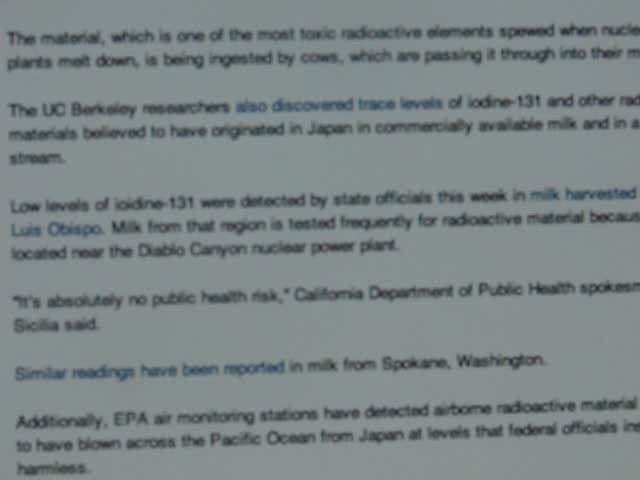 The material, which is one of the most toxic radioactive elements spewed when nucle
plants melt down, is being ingested by cows, which are passing it through into their m
The UC Berkeley researchers also discovered trace levels of iodine-131 and other rad
materials believed to have originated in Japan in commercially available milk and in a
stream.
Low levels of ioidine-131 were detected by state officials this week in milk harvested
Luis Obispo. Milk from that region is tested frequently for radioactive material becau
located near the Diablo Canyon nuclear power plant.
"It's absolutely no public health risk," California Department of Public Health spokesm
Sicilia said.
Similar readings have been reported in milk from Spokane, Washington.
Additionally, EPA air monitoring stations have detected airborne radioactive material
to have blown across the Pacific Ocean from Japan at levels that federal officials ins
harmless.